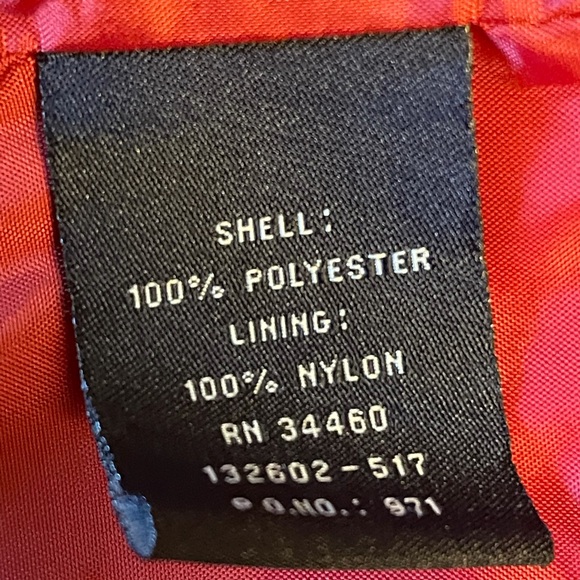 SHELL:
100% POLYESTER
LINING:
100% NYLON
RN 34460
132602-517
P.O.NO.: 971